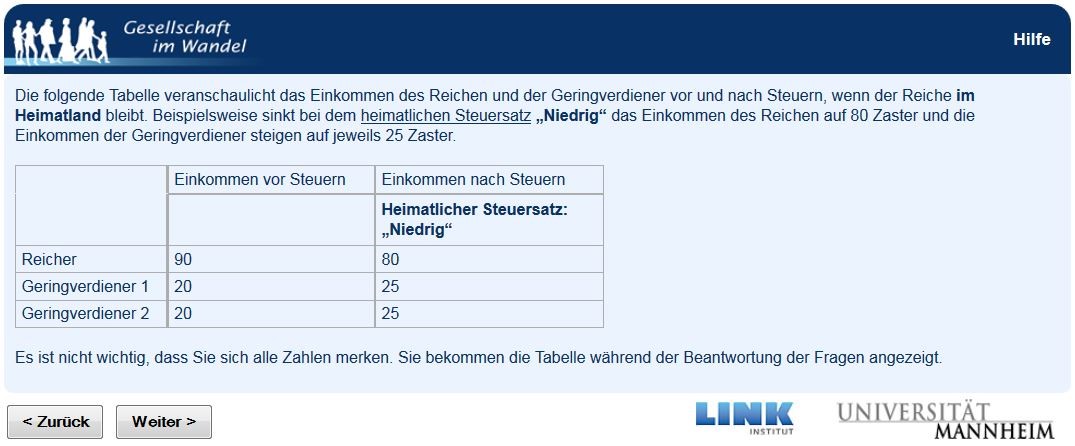 Gesellschaft
im Wandel
Hilfe
Die folgende Tabelle veranschaulicht das Einkommen des Reichen und der Geringverdiener vor und nach Steuern, wenn der Reiche im
Heimatland bleibt. Beispielsweise sinkt bei dem heimatlichen Steuersatz „Niedrig“ das Einkommen des Reichen auf 80 Zaster und die
Einkommen der Geringverdiener steigen auf jeweils 25 Zaster.
Einkommen vor Steuern Einkommen nach Steuern
Heimatlicher Steuersatz:
„Niedrig“
Reicher 90 80
Geringverdiener 1 20 25
Geringverdiener 2 20 25
Es ist nicht wichtig, dass Sie sich alle Zahlen merken. Sie bekommen die Tabelle während der Beantwortung der Fragen angezeigt.
< Zurück Weiter >
LINK
INSTITUT
UNIVERSITÄT
MANNHEIM